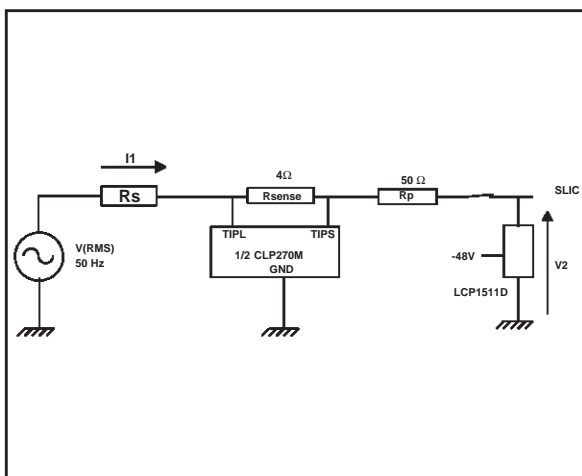 I1
Rs
4Ω
Rsense
50 Ω
Rp
SLIC
V(RMS)
50 Hz
TIPL
TIPS
1/2 CLP270M
GND
-48V
LCP1511D
V2